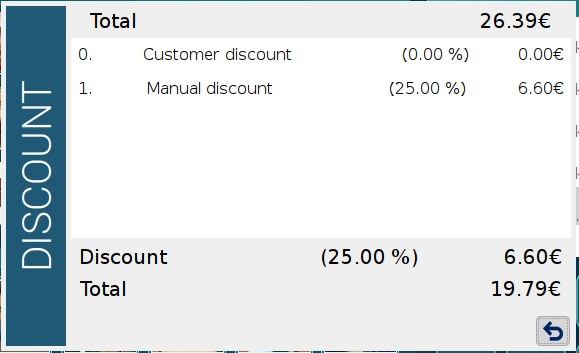 DISCOUNT
Total 26.39€
0. Customer discount (0.00 %) 0.00€
1. Manual discount (25.00 %) 6.60€
Discount (25.00 %) 6.60€
Total 19.79€